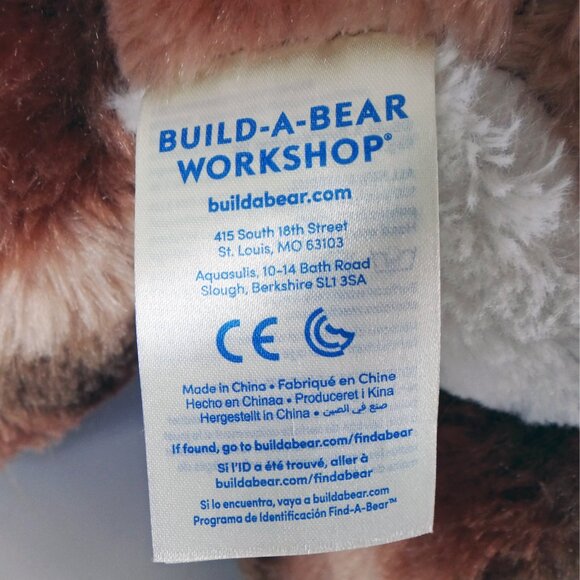 BUILD-A-BEAR
WORKSHOP®
buildabear.com
415 South 18th Street
St. Louis, MO 63103
Aquasulis, 10-14 Bath Road
Slough, Berkshire SL1 3SA
CE
Made in China • Fabriqué en Chine
Hecho en Chinaa • Produceret i Kina
Hergestellt in China • صنع في الصين
If found, go to buildabear.com/findabear
Si l'ID a été trouvé, aller à
buildabear.com/findabear
Si lo encuentra, vaya a buildabear.com
Programa de Identificación Find-A-Bear™